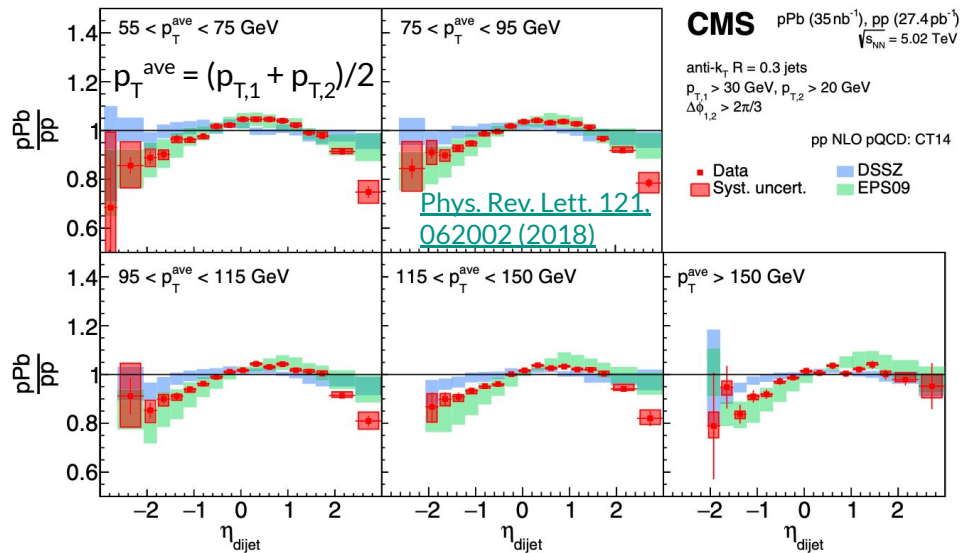 55 < p_T^ave < 75 GeV
p_T^ave = (p_T,1 + p_T,2)/2
75 < p_T^ave < 95 GeV
Phys. Rev. Lett. 121,
062002 (2018)
CMS
pPb (35 nb⁻¹), pp (27.4 pb⁻¹)
√s_NN = 5.02 TeV
anti-k_T R = 0.3 jets
p_T,1 > 30 GeV, p_T,2 > 20 GeV
Δϕ_1,2 > 2π/3
pp NLO pQCD: CT14
Data
Syst. uncert.
DSSZ
EPS09
pPb
pp
1.4
1.2
1
0.8
0.6
95 < p_T^ave < 115 GeV
115 < p_T^ave < 150 GeV
p_T^ave > 150 GeV
pPb
pp
1.4
1.2
1
0.8
0.6
−2 −1 0 1 2
−2 −1 0 1 2
−2 −1 0 1 2
η_dijet
η_dijet
η_dijet